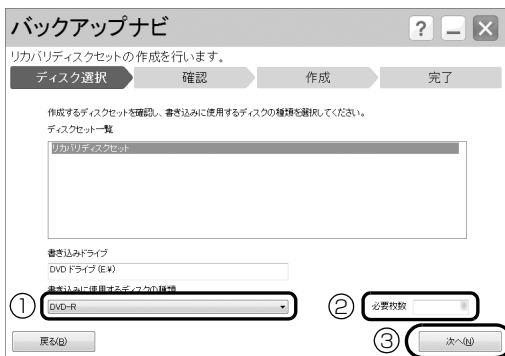 バックアップナビ
? － ×
リカバリディスクセットの作成を行います。
ディスク選択 確認 作成 完了
作成するディスクセットを確認し、書き込みに使用するディスクの種類を選択してください。
ディスクセット一覧
リカバリディスクセット
書き込みドライブ
DVD ドライブ (E:¥)
書き込みに使用するディスクの種類
① DVD-R ② 必要枚数
戻る(B) ③ 次へ(N)